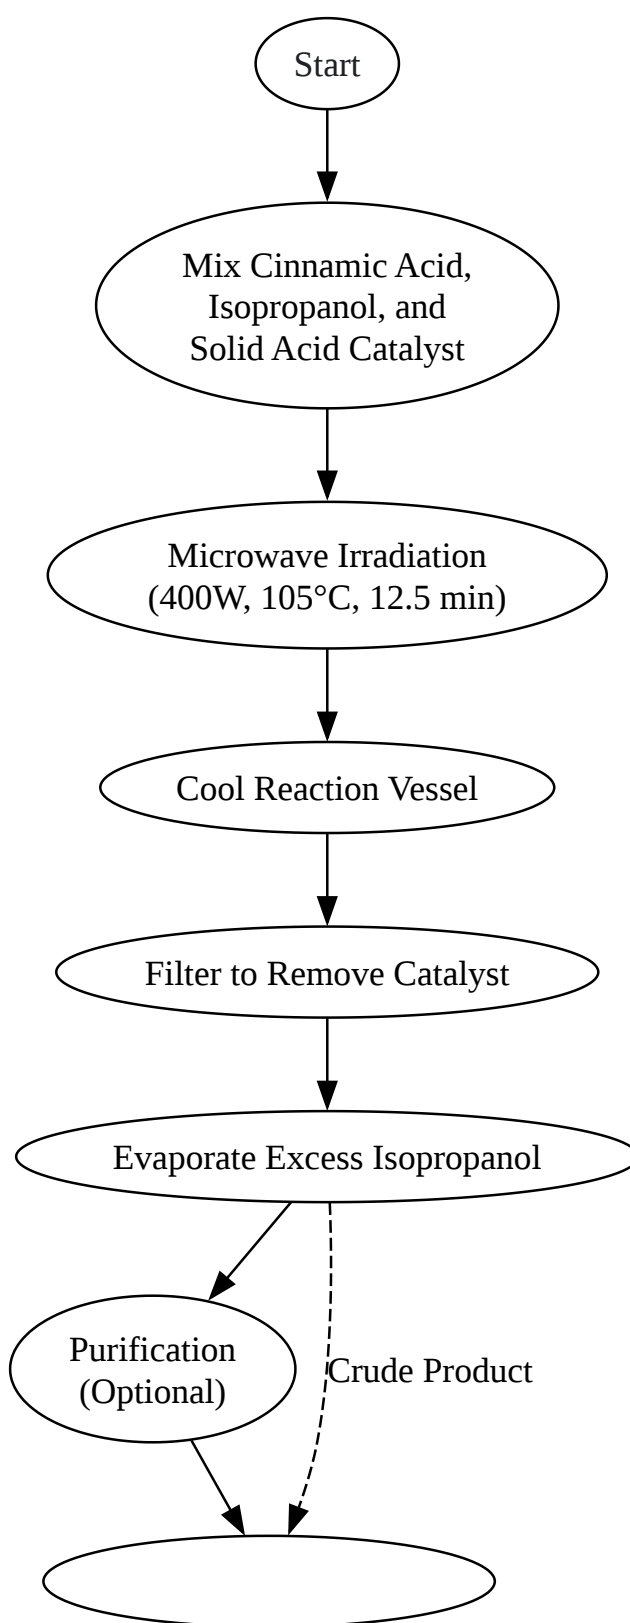 Start
Mix Cinnamic Acid,
Isopropanol, and
Solid Acid Catalyst
Microwave Irradiation
(400W, 105°C, 12.5 min)
Cool Reaction Vessel
Filter to Remove Catalyst
Evaporate Excess Isopropanol
Purification
(Optional)
Crude Product